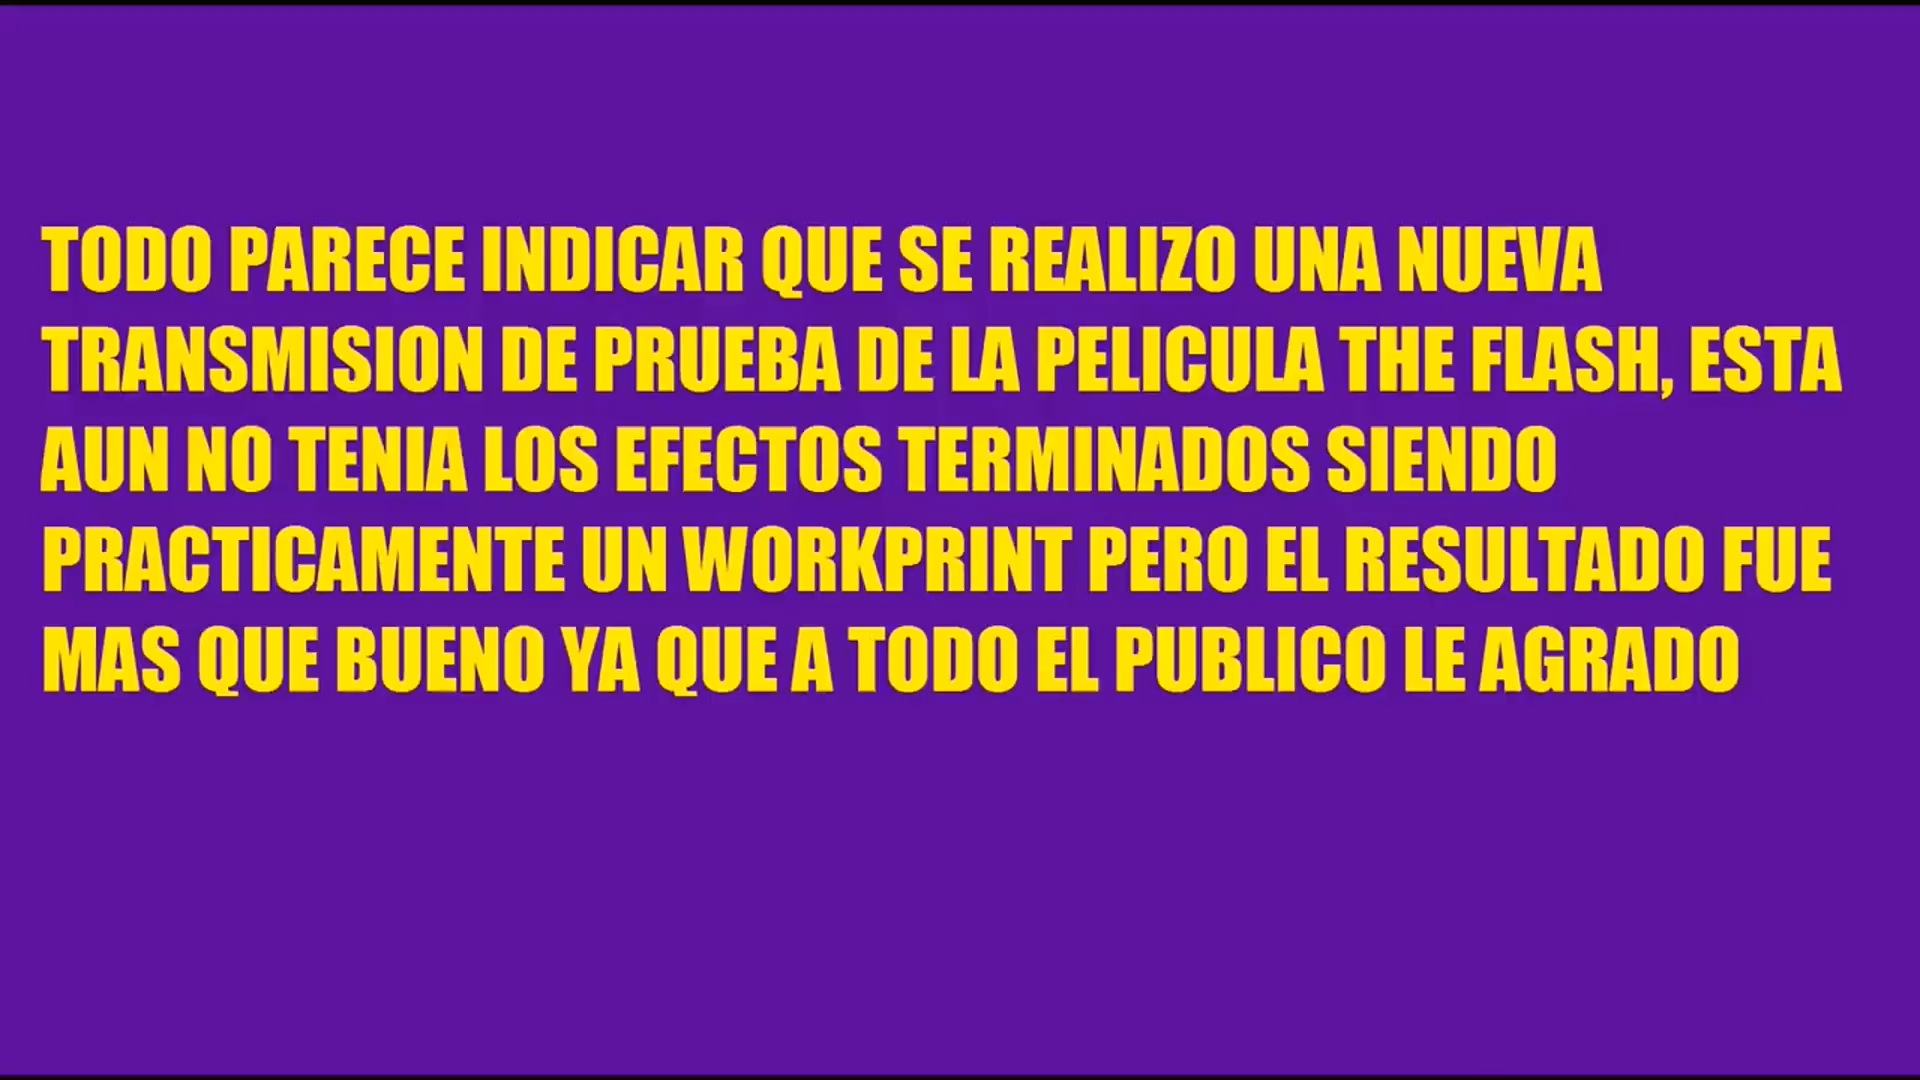 TODO PARECE INDICAR QUE SE REALIZO UNA NUEVA
TRANSMISION DE PRUEBA DE LA PELICULA THE FLASH, ESTA
AUN NO TENIA LOS EFECTOS TERMINADOS SIENDO
PRACTICAMENTE UN WORKPRINT PERO EL RESULTADO FUE
MAS QUE BUENO YA QUE A TODO EL PUBLICO LE AGRADO